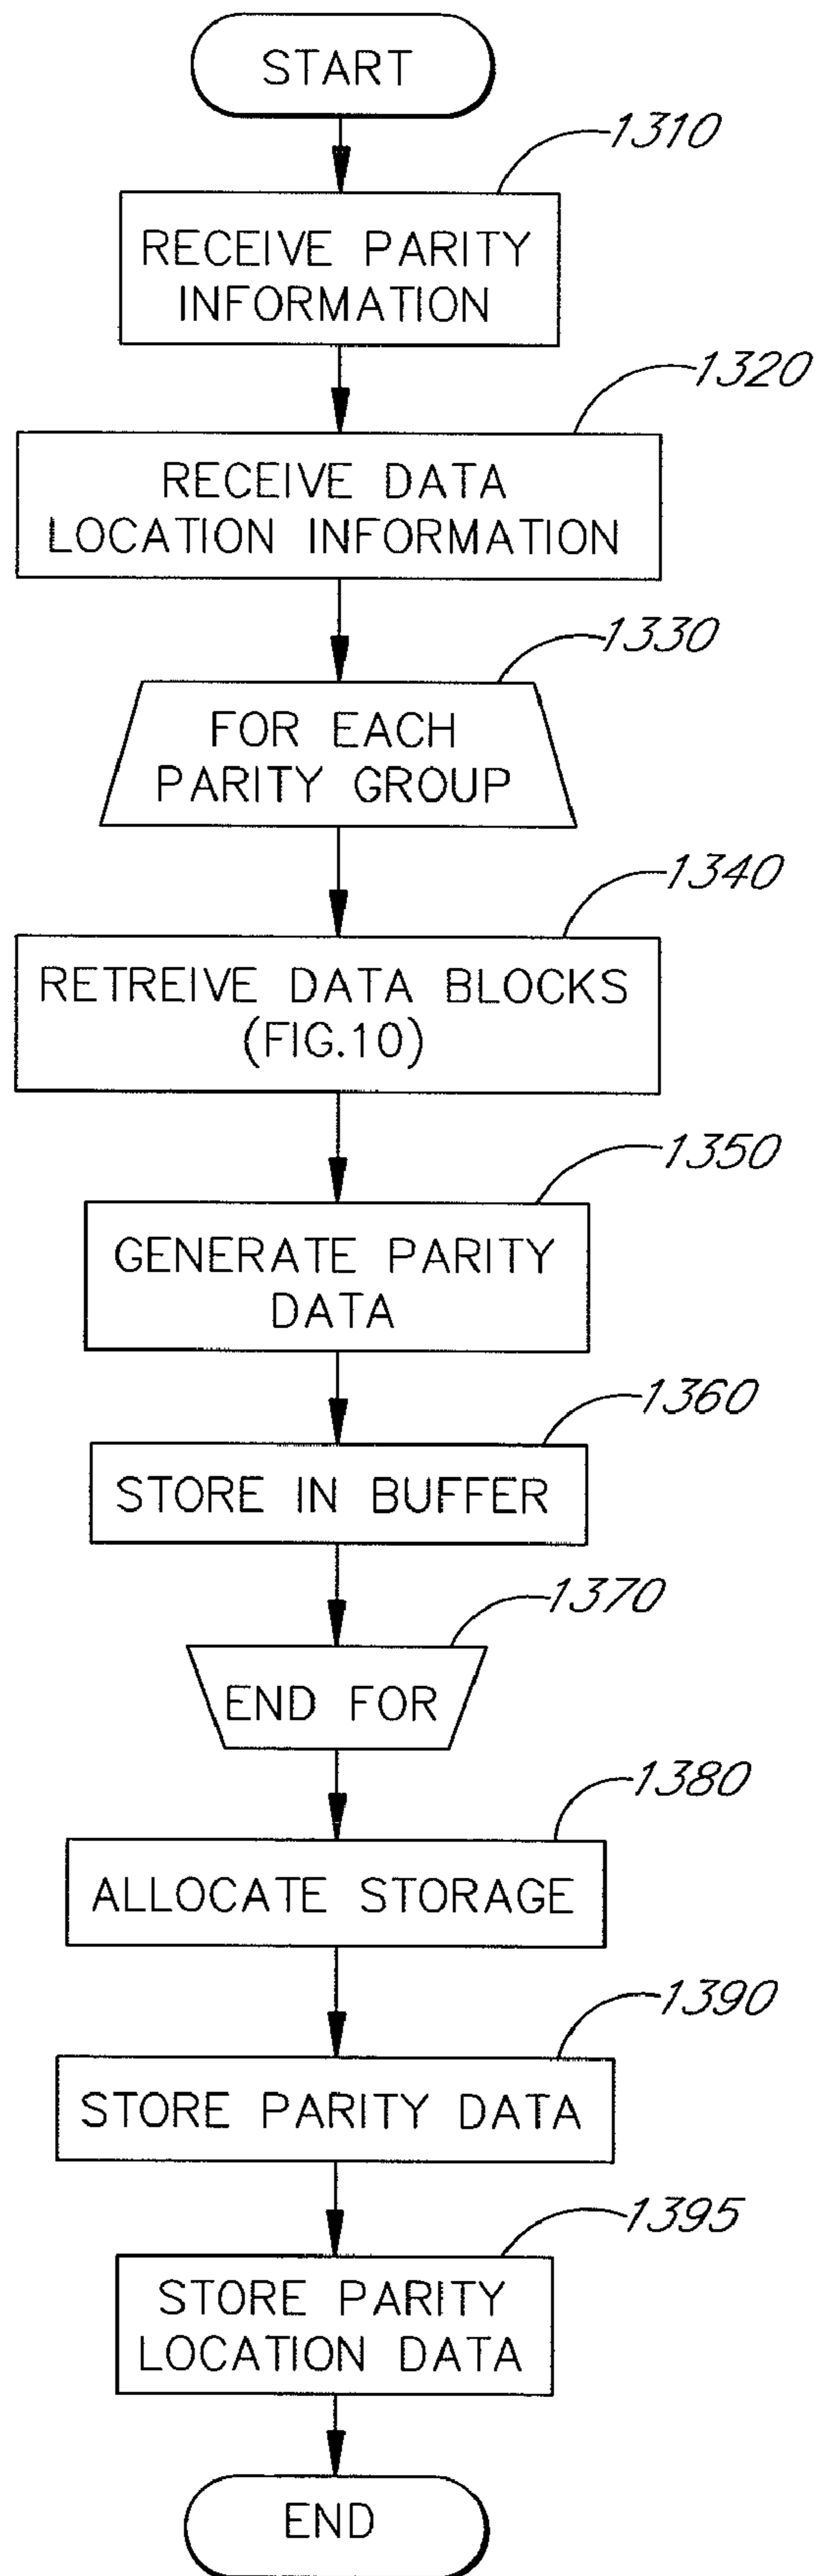 START
1310
RECEIVE PARITY
INFORMATION
1320
RECEIVE DATA
LOCATION INFORMATION
1330
FOR EACH
PARITY GROUP
1340
RETREIVE DATA BLOCKS
(FIG.10)
1350
GENERATE PARITY
DATA
1360
STORE IN BUFFER
1370
END FOR
1380
ALLOCATE STORAGE
1390
STORE PARITY DATA
1395
STORE PARITY
LOCATION DATA
END